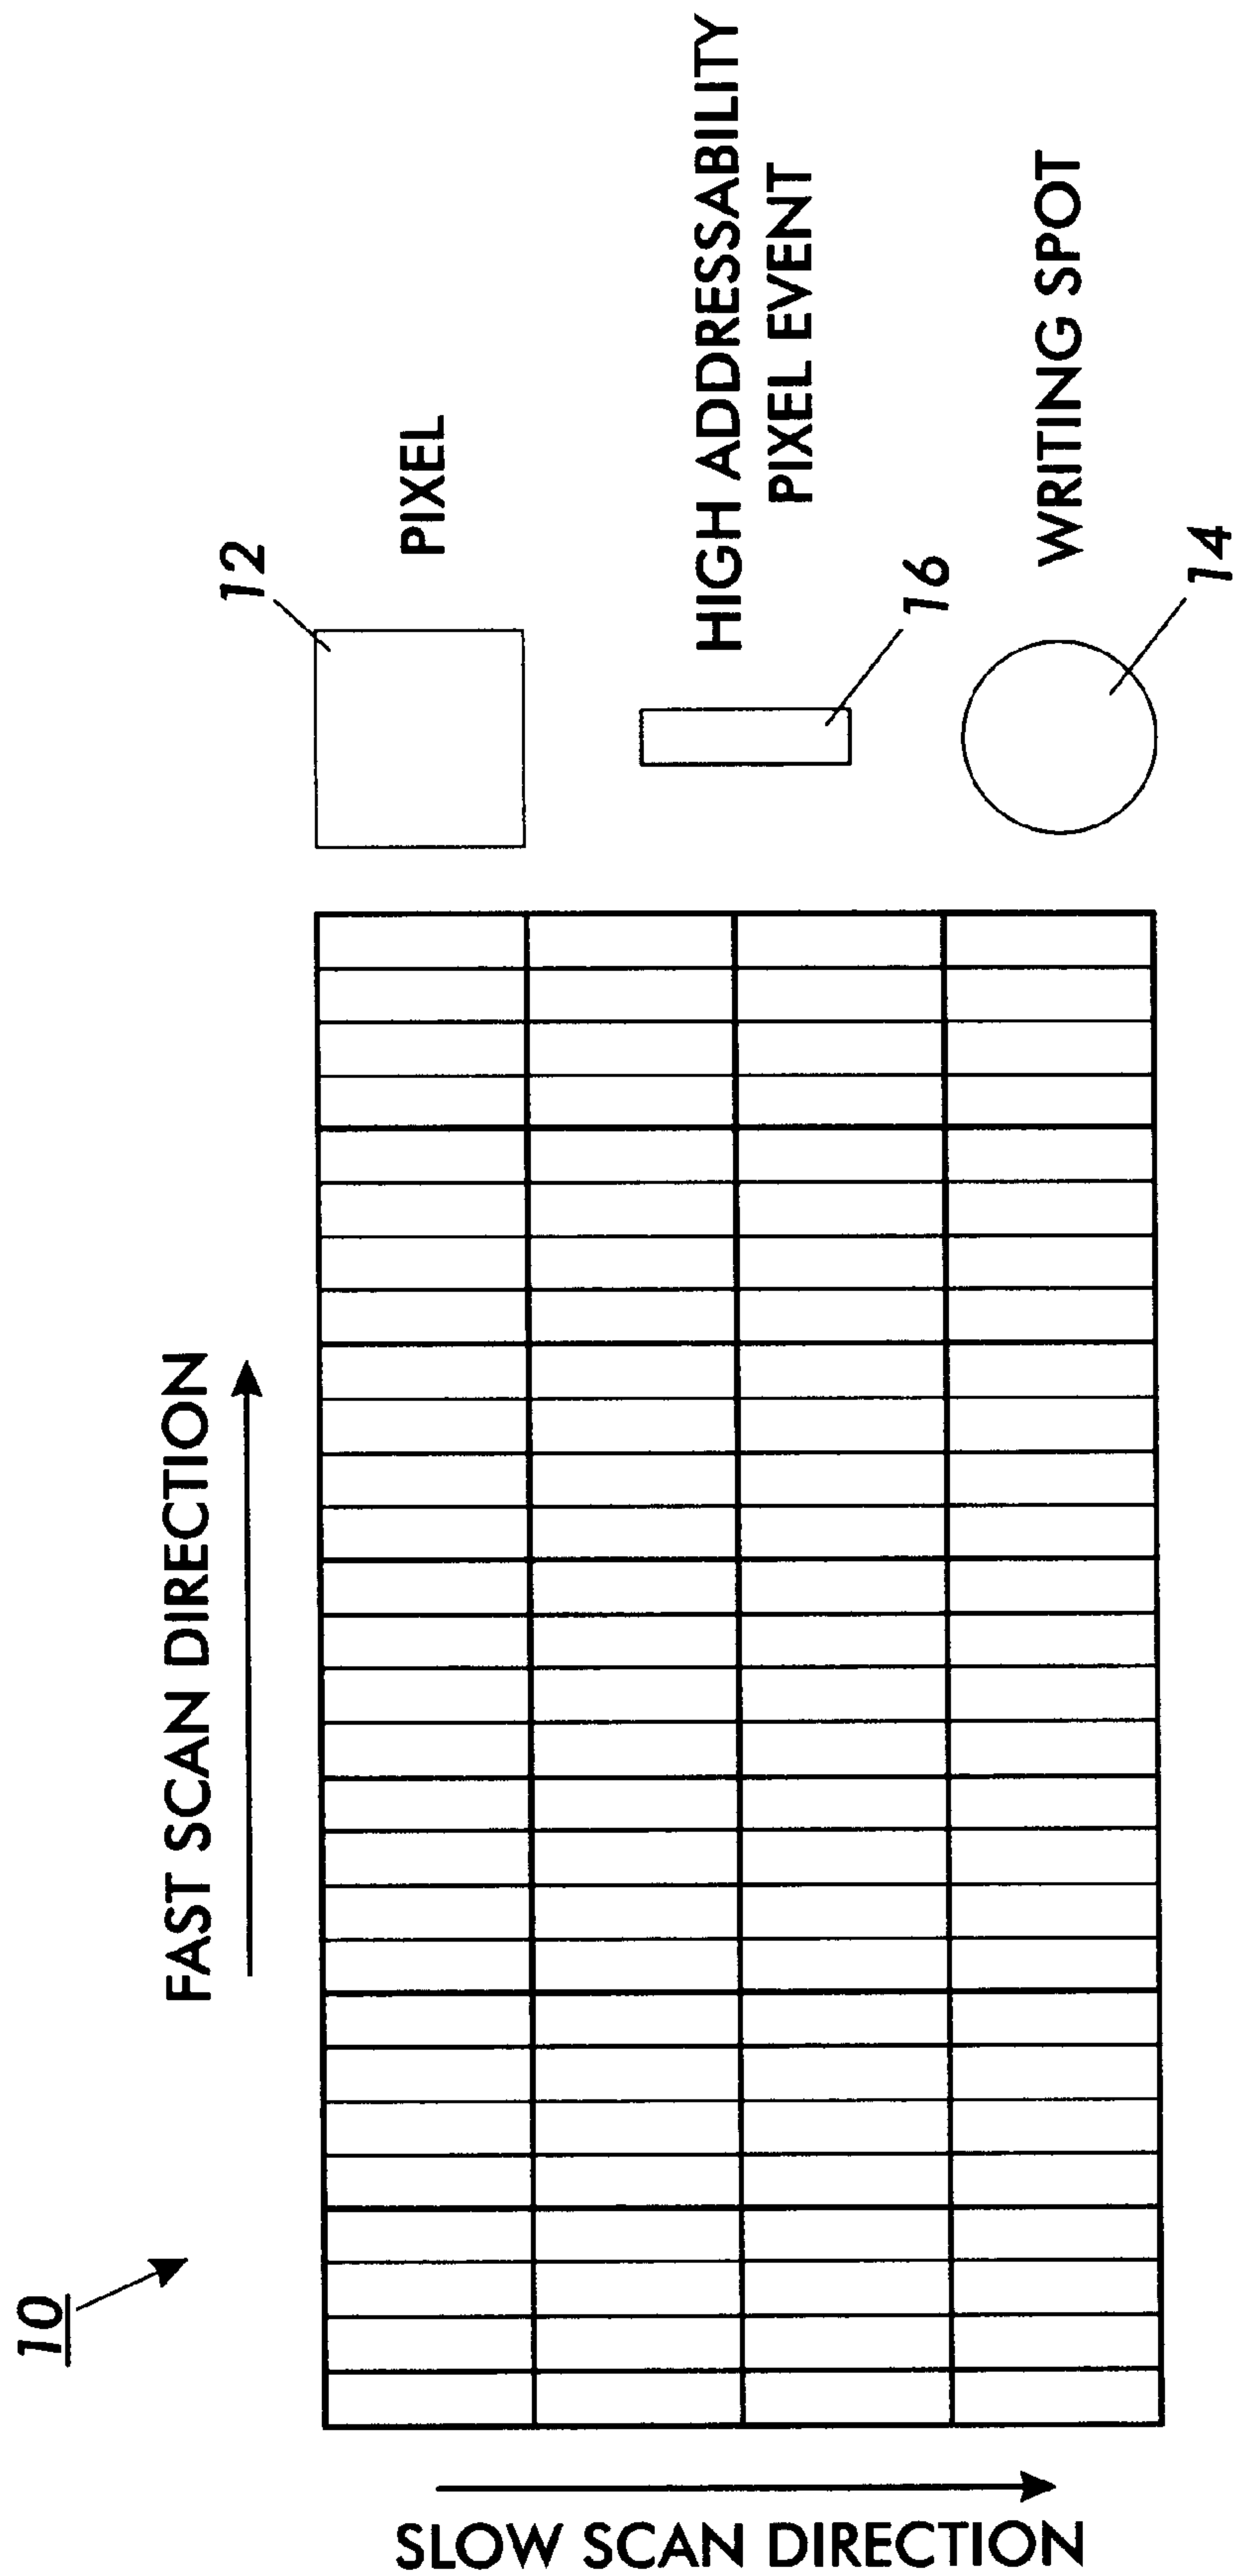 10
FAST SCAN DIRECTION
SLOW SCAN DIRECTION
12
PIXEL
HIGH ADDRESSABILITY
PIXEL EVENT
16
WRITING SPOT
14